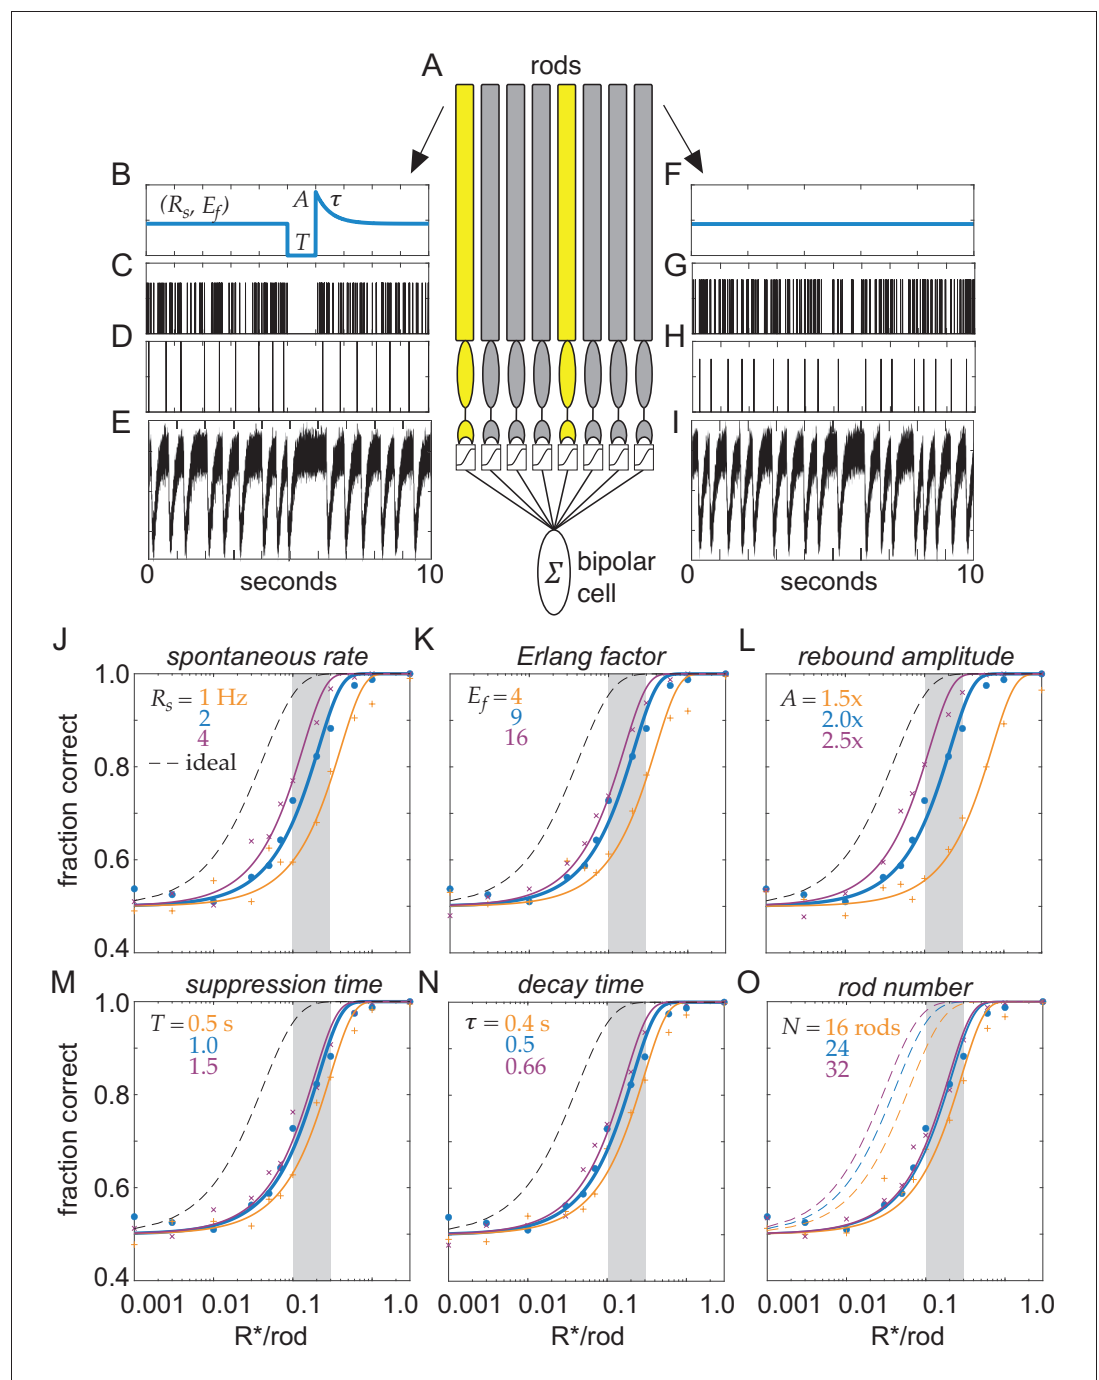 A
rods
B
(Rs, Ef)
A
τ
T
C
D
E
0
seconds
10
F
G
H
I
0
seconds
10
Σ
bipolar
cell
J
spontaneous rate
Rs = 1 Hz
2
4
-- ideal
1.0
0.8
0.6
0.4
fraction correct
K
Erlang factor
Ef = 4
9
16
L
rebound amplitude
A = 1.5x
2.0x
2.5x
M
suppression time
T = 0.5 s
1.0
1.5
1.0
0.8
0.6
0.4
fraction correct
0.001
0.01
0.1
1.0
R*/rod
N
decay time
τ = 0.4 s
0.5
0.66
0.001
0.01
0.1
1.0
R*/rod
O
rod number
N = 16 rods
24
32
0.001
0.01
0.1
1.0
R*/rod